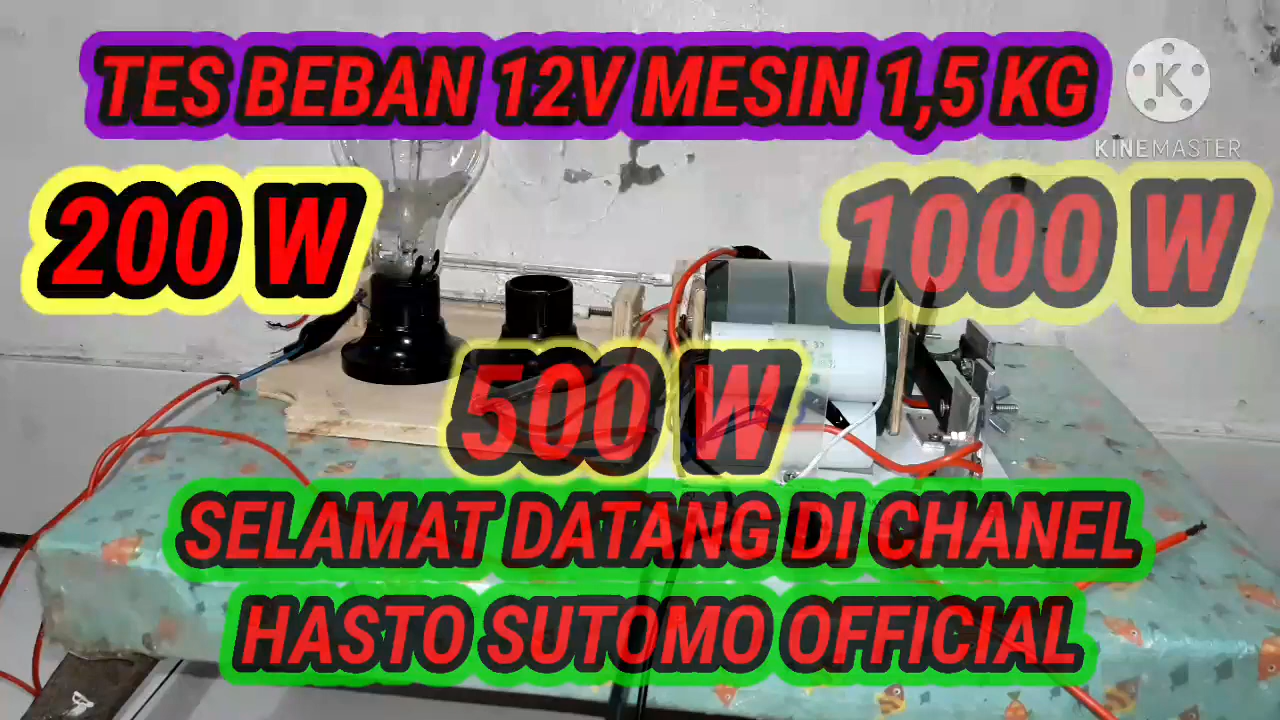 TES BEBAN 12V MESIN 1,5 KG
K
KINEMASTER
200 W
1000 W
500 W
SELAMAT DATANG DI CHANEL
HASTO SUTOMO OFFICIAL